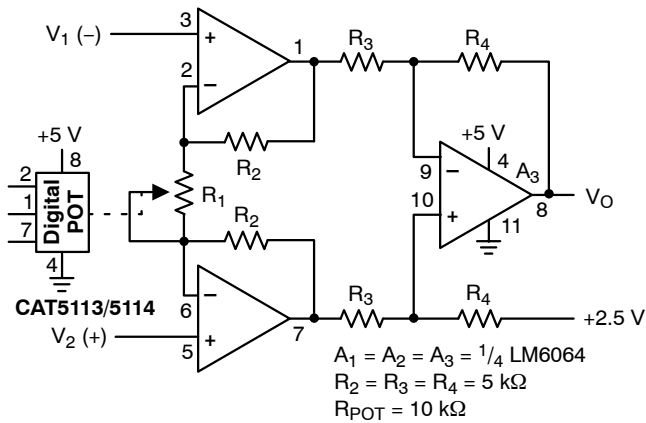 V1 (–)
3
+
1
R3
R4
2
–
+5 V
8
R2
+5 V
4
A3
9
–
2
1
7
Digital
POT
R1
10
+
8
VO
R2
11
4
CAT5113/5114
–
6
R3
R4
+2.5 V
7
V2 (+)
5
+
A1 = A2 = A3 = 1/4 LM6064
R2 = R3 = R4 = 5 kΩ
RPOT = 10 kΩ